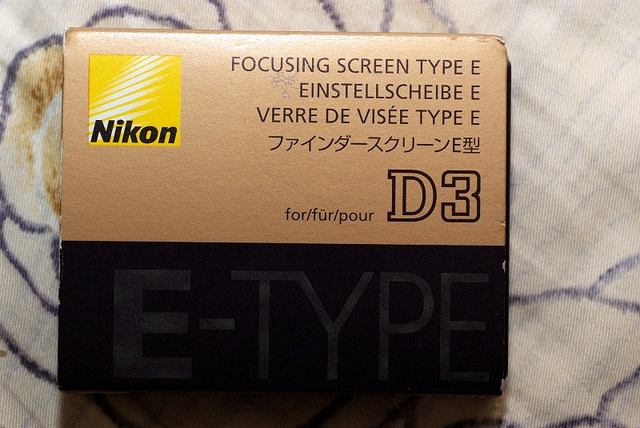 Nikon
FOCUSING SCREEN TYPE E
EINSTELLSCHEIBE E
VERRE DE VISÉE TYPE E
ファインダースクリーンE型
for/für/pour D3
E-TYPE